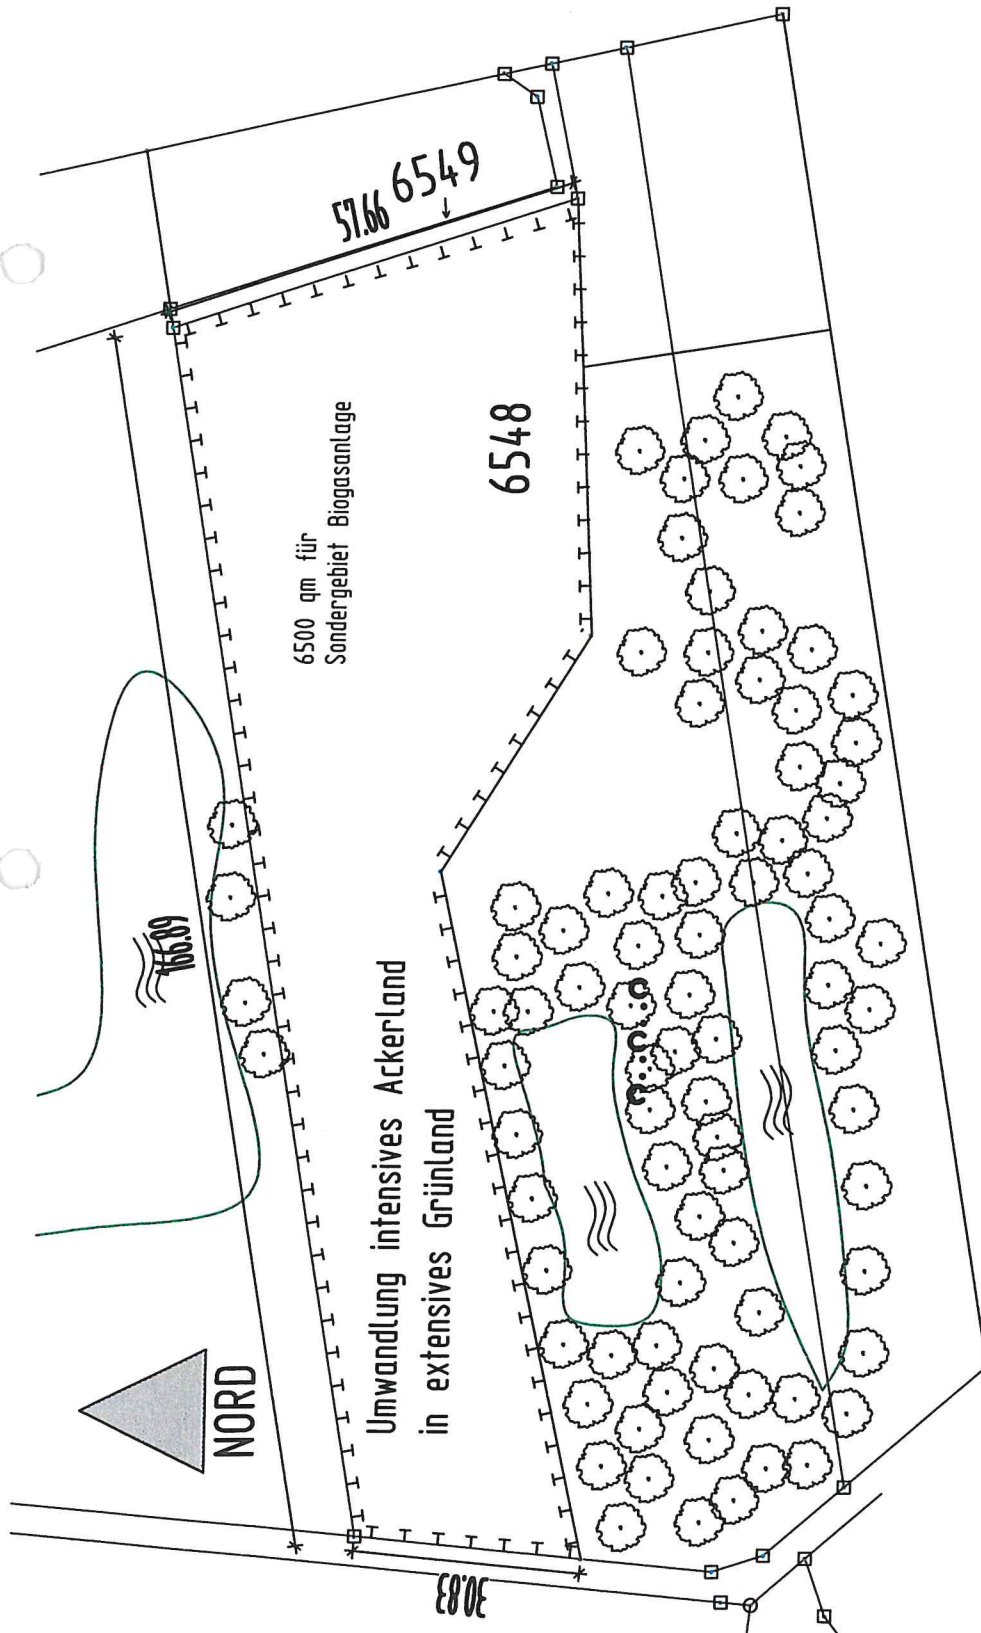 57.66
6549
6548
6500 qm für
Sondergebiet Biogasanlage
166.89
Umwandlung intensives Ackerland
in extensives Grünland
NORD
30.83